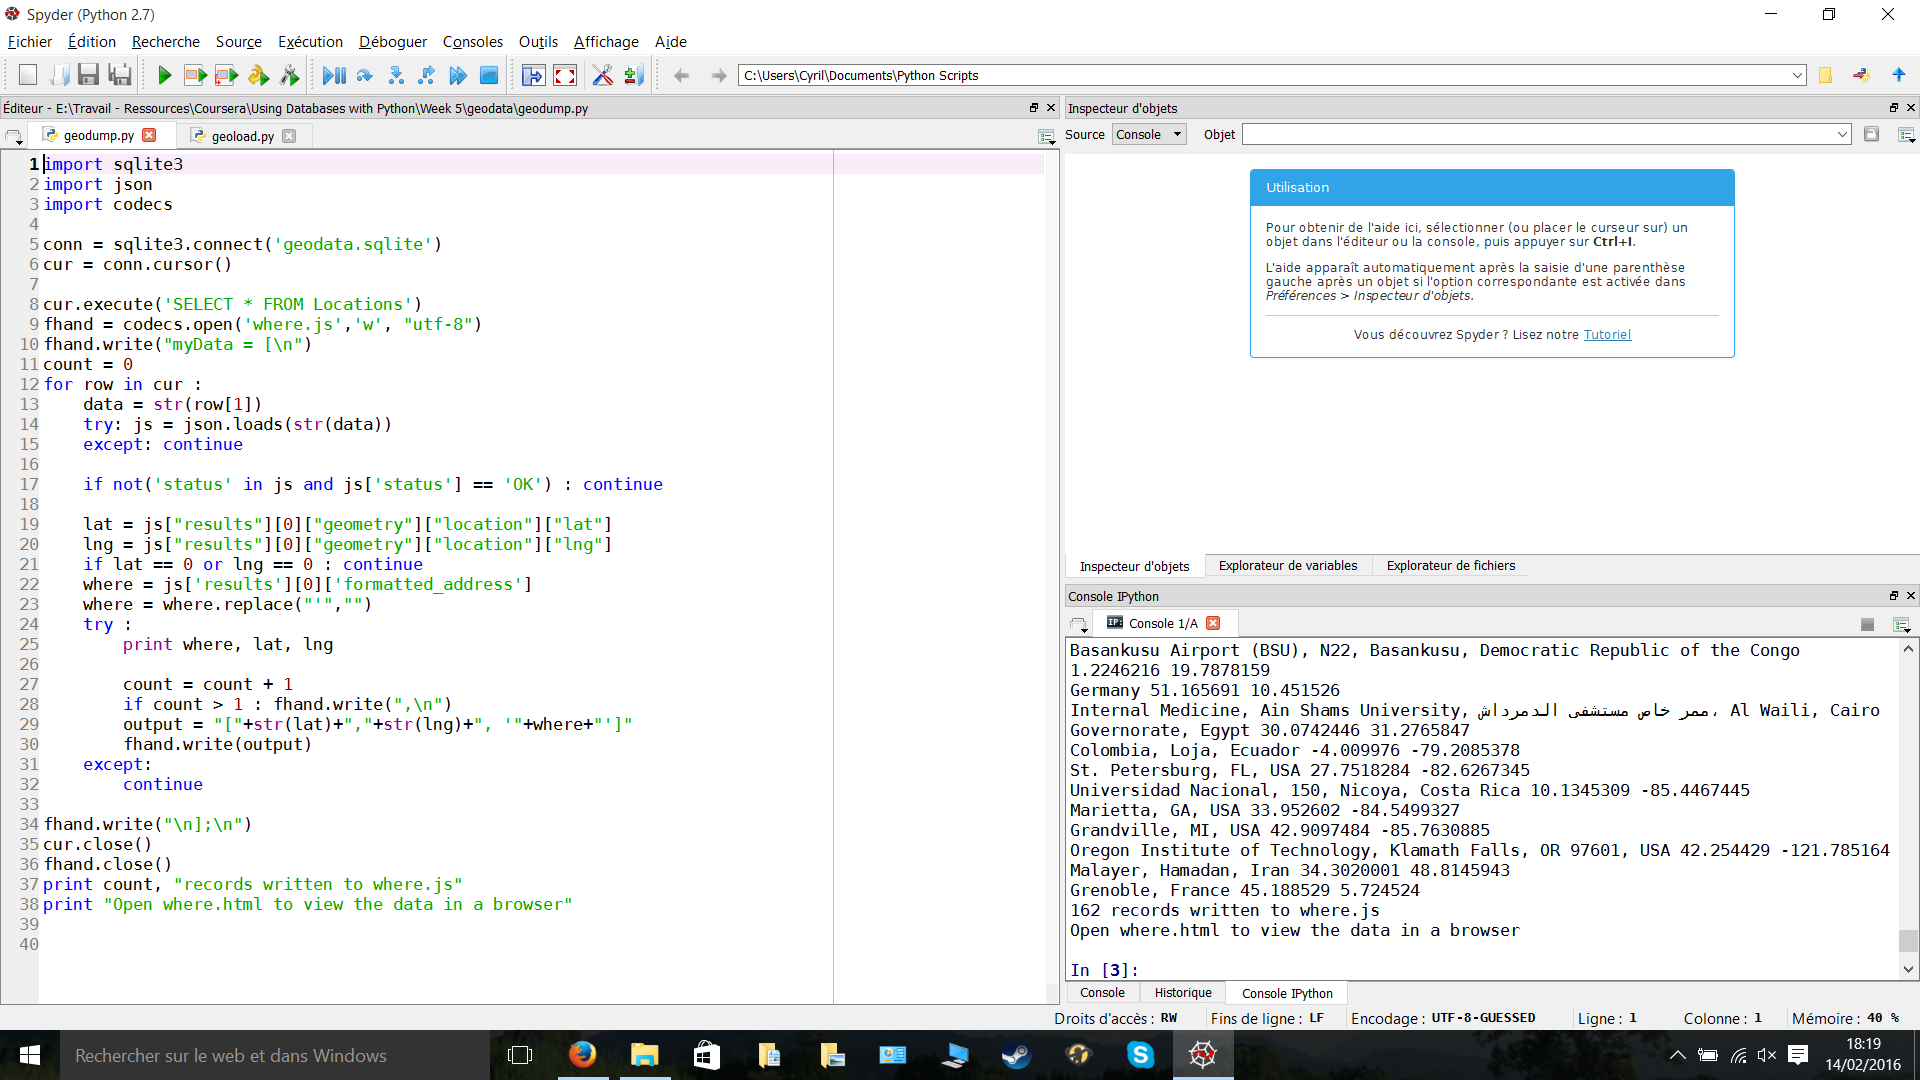 Spyder (Python 2.7)
Fichier Édition Recherche Source Exécution Déboguer Consoles Outils Affichage Aide
C:\Users\Cyril\Documents\Python Scripts
Éditeur - E:\Travail - Ressources\Coursera\Using Databases with Python\Week 5\geodata\geodump.py
geodump.py geoload.py
1 import sqlite3
2 import json
3 import codecs
4
5 conn = sqlite3.connect('geodata.sqlite')
6 cur = conn.cursor()
7
8 cur.execute('SELECT * FROM Locations')
9 fhand = codecs.open('where.js','w', "utf-8")
10 fhand.write("myData = [\n")
11 count = 0
12 for row in cur :
13     data = str(row[1])
14     try: js = json.loads(str(data))
15     except: continue
16
17     if not('status' in js and js['status'] == 'OK') : continue
18
19     lat = js["results"][0]["geometry"]["location"]["lat"]
20     lng = js["results"][0]["geometry"]["location"]["lng"]
21     if lat == 0 or lng == 0 : continue
22     where = js['results'][0]['formatted_address']
23     where = where.replace("'","")
24     try :
25         print where, lat, lng
26
27         count = count + 1
28         if count > 1 : fhand.write(",\n")
29         output = "["+str(lat)+","+str(lng)+", '"+where+"']"
30         fhand.write(output)
31     except:
32         continue
33
34 fhand.write("\n];\n")
35 cur.close()
36 fhand.close()
37 print count, "records written to where.js"
38 print "Open where.html to view the data in a browser"
39
40
Inspecteur d'objets
Source Console Objet
Utilisation
Pour obtenir de l'aide ici, sélectionner (ou placer le curseur sur) un
objet dans l'éditeur ou la console, puis appuyer sur Ctrl+I.
L'aide apparaît automatiquement après la saisie d'une parenthèse
gauche après un objet si l'option correspondante est activée dans
Préférences > Inspecteur d'objets.
Vous découvrez Spyder ? Lisez notre Tutoriel
Inspecteur d'objets Explorateur de variables Explorateur de fichiers
Console IPython
IP: Console 1/A
Basankusu Airport (BSU), N22, Basankusu, Democratic Republic of the Congo
1.2246216 19.7878159
Germany 51.165691 10.451526
Internal Medicine, Ain Shams University, ممر خاص مستشفى الدمرداش، Al Waili, Cairo
Governorate, Egypt 30.0742446 31.2765847
Colombia, Loja, Ecuador -4.009976 -79.2085378
St. Petersburg, FL, USA 27.7518284 -82.6267345
Universidad Nacional, 150, Nicoya, Costa Rica 10.1345309 -85.4467445
Marietta, GA, USA 33.952602 -84.5499327
Grandville, MI, USA 42.9097484 -85.7630885
Oregon Institute of Technology, Klamath Falls, OR 97601, USA 42.254429 -121.785164
Malayer, Hamadan, Iran 34.3020001 48.8145943
Grenoble, France 45.188529 5.724524
162 records written to where.js
Open where.html to view the data in a browser
In [3]:
Console Historique Console IPython
Droits d'accès : RW Fins de ligne : LF Encodage : UTF-8-GUESSED Ligne : 1 Colonne : 1 Mémoire : 40 %
Rechercher sur le web et dans Windows
18:19
14/02/2016